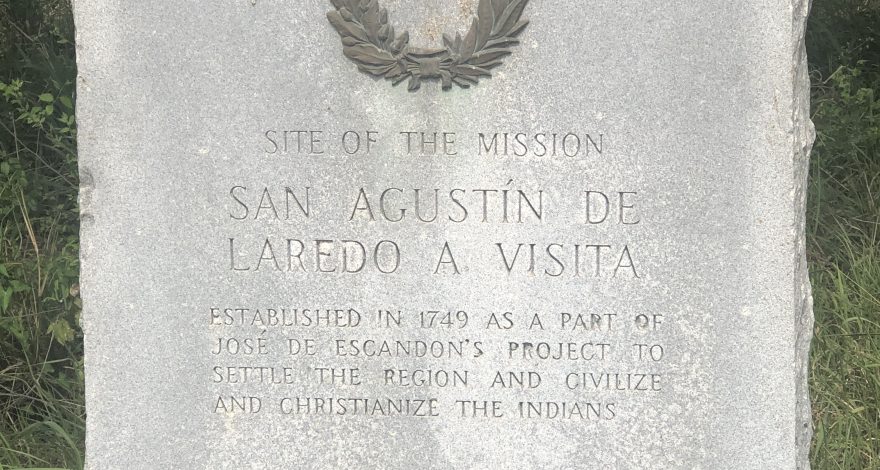 SITE OF THE MISSION
SAN AGUSTÍN DE
LAREDO A VISITA
ESTABLISHED IN 1749 AS A PART OF
JOSÉ DE ESCANDON'S PROJECT TO
SETTLE THE REGION AND CIVILIZE
AND CHRISTIANIZE THE INDIANS